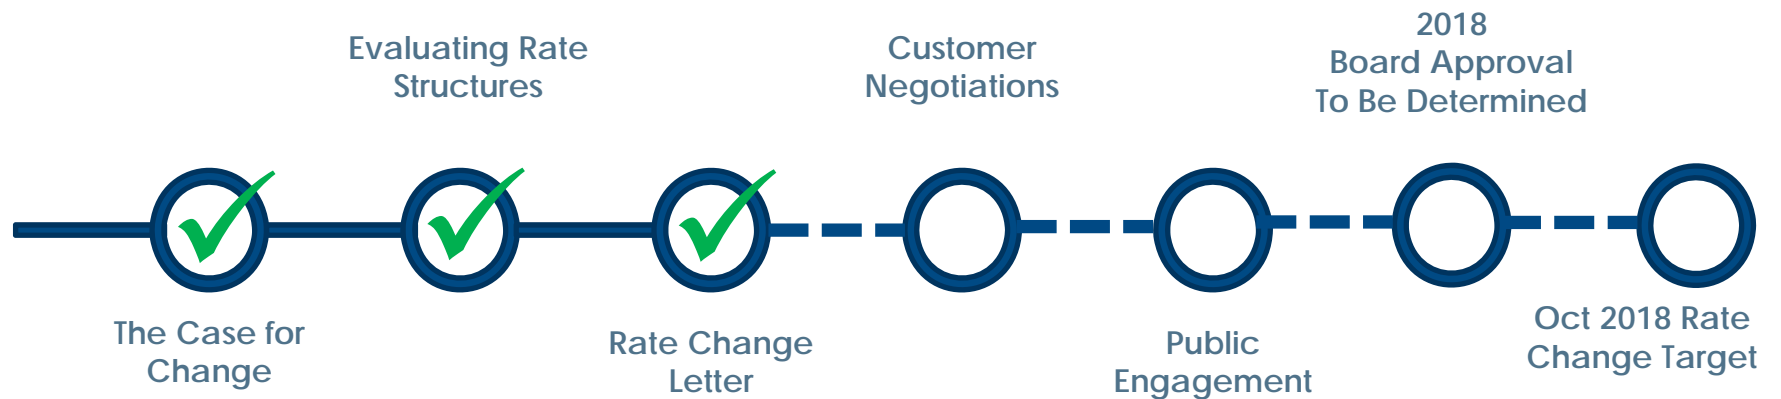 Evaluating Rate
Structures
Customer
Negotiations
2018
Board Approval
To Be Determined
The Case for
Change
Rate Change
Letter
Public
Engagement
Oct 2018 Rate
Change Target